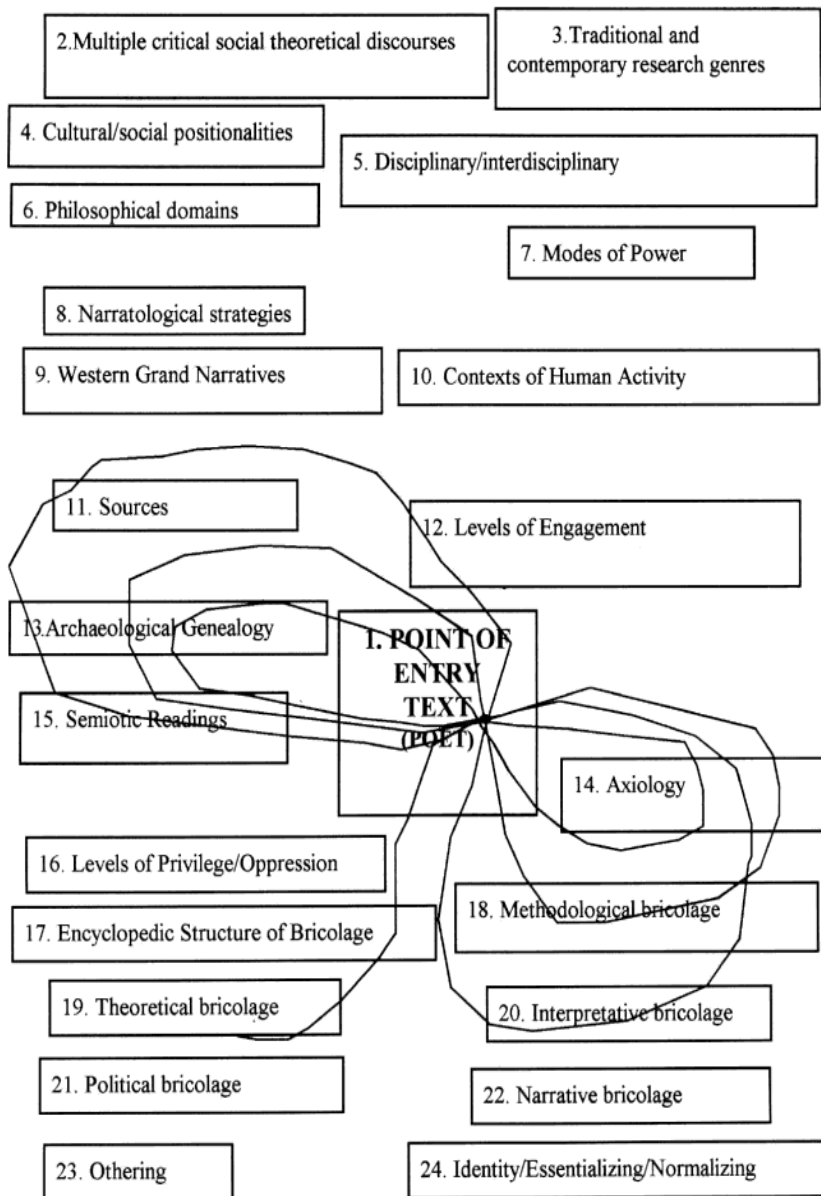 2.Multiple critical social theoretical discourses
3.Traditional and
contemporary research genres
4. Cultural/social positionalities
5. Disciplinary/interdisciplinary
6. Philosophical domains
7. Modes of Power
8. Narratological strategies
9. Western Grand Narratives
10. Contexts of Human Activity
11. Sources
12. Levels of Engagement
13.Archaeological Genealogy
1. POINT OF
ENTRY
TEXT
(POET)
15. Semiotic Readings
14. Axiology
16. Levels of Privilege/Oppression
18. Methodological bricolage
17. Encyclopedic Structure of Bricolage
19. Theoretical bricolage
20. Interpretative bricolage
21. Political bricolage
22. Narrative bricolage
23. Othering
24. Identity/Essentializing/Normalizing